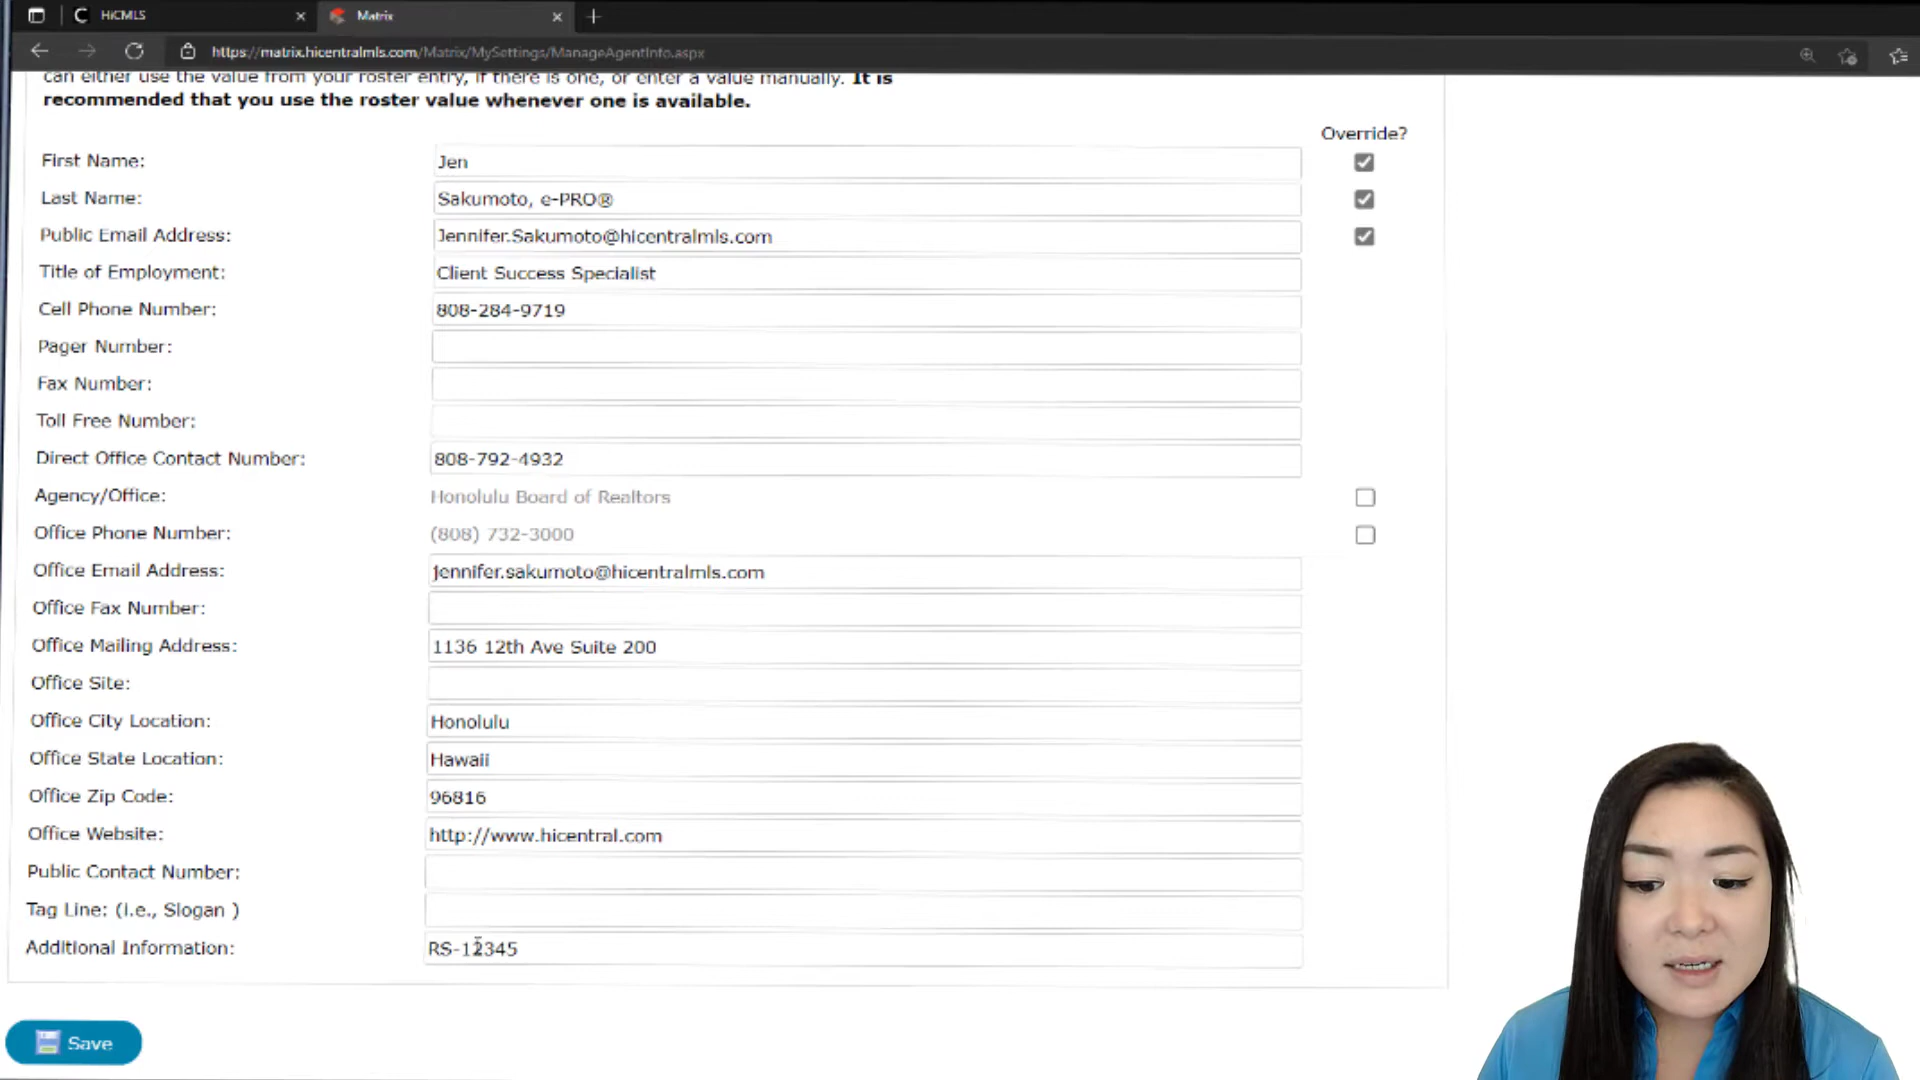 HiCMLS
Matrix
https://matrix.hicentralmls.com/Matrix/MySettings/ManageAgentInfo.aspx
can either use the value from your roster entry, if there is one, or enter a value manually. It is
recommended that you use the roster value whenever one is available.
Override?
First Name: Jen
Last Name: Sakumoto, e-PRO®
Public Email Address: Jennifer.Sakumoto@hicentralmls.com
Title of Employment: Client Success Specialist
Cell Phone Number: 808-284-9719
Pager Number:
Fax Number:
Toll Free Number:
Direct Office Contact Number: 808-792-4932
Agency/Office: Honolulu Board of Realtors
Office Phone Number: (808) 732-3000
Office Email Address: jennifer.sakumoto@hicentralmls.com
Office Fax Number:
Office Mailing Address: 1136 12th Ave Suite 200
Office Site:
Office City Location: Honolulu
Office State Location: Hawaii
Office Zip Code: 96816
Office Website: http://www.hicentral.com
Public Contact Number:
Tag Line: (i.e., Slogan )
Additional Information: RS-12345
Save